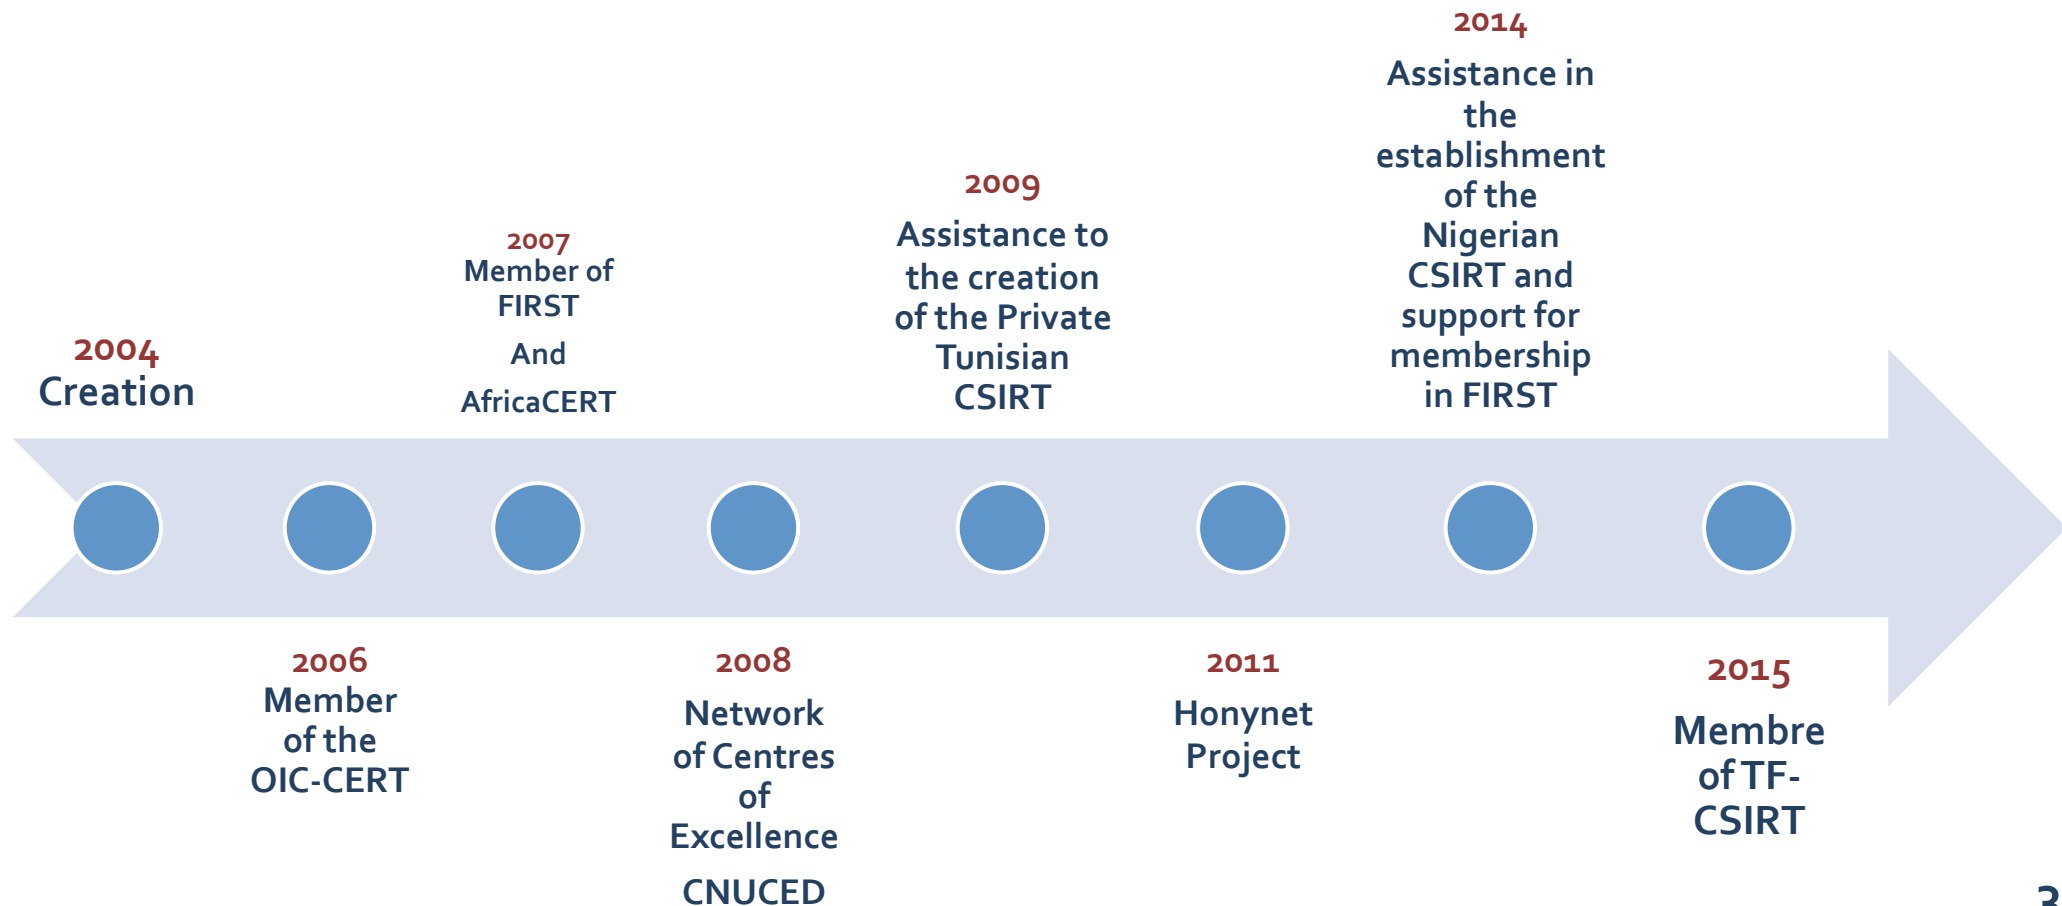 2004
Creation
2006
Member
of the
OIC-CERT
2007
Member of
FIRST
And
AfricaCERT
2008
Network
of Centres
of
Excellence
CNUCED
2009
Assistance to
the creation
of the Private
Tunisian
CSIRT
2011
Honynet
Project
2014
Assistance in
the
establishment
of the
Nigerian
CSIRT and
support for
membership
in FIRST
2015
Membre
of TF-
CSIRT
3